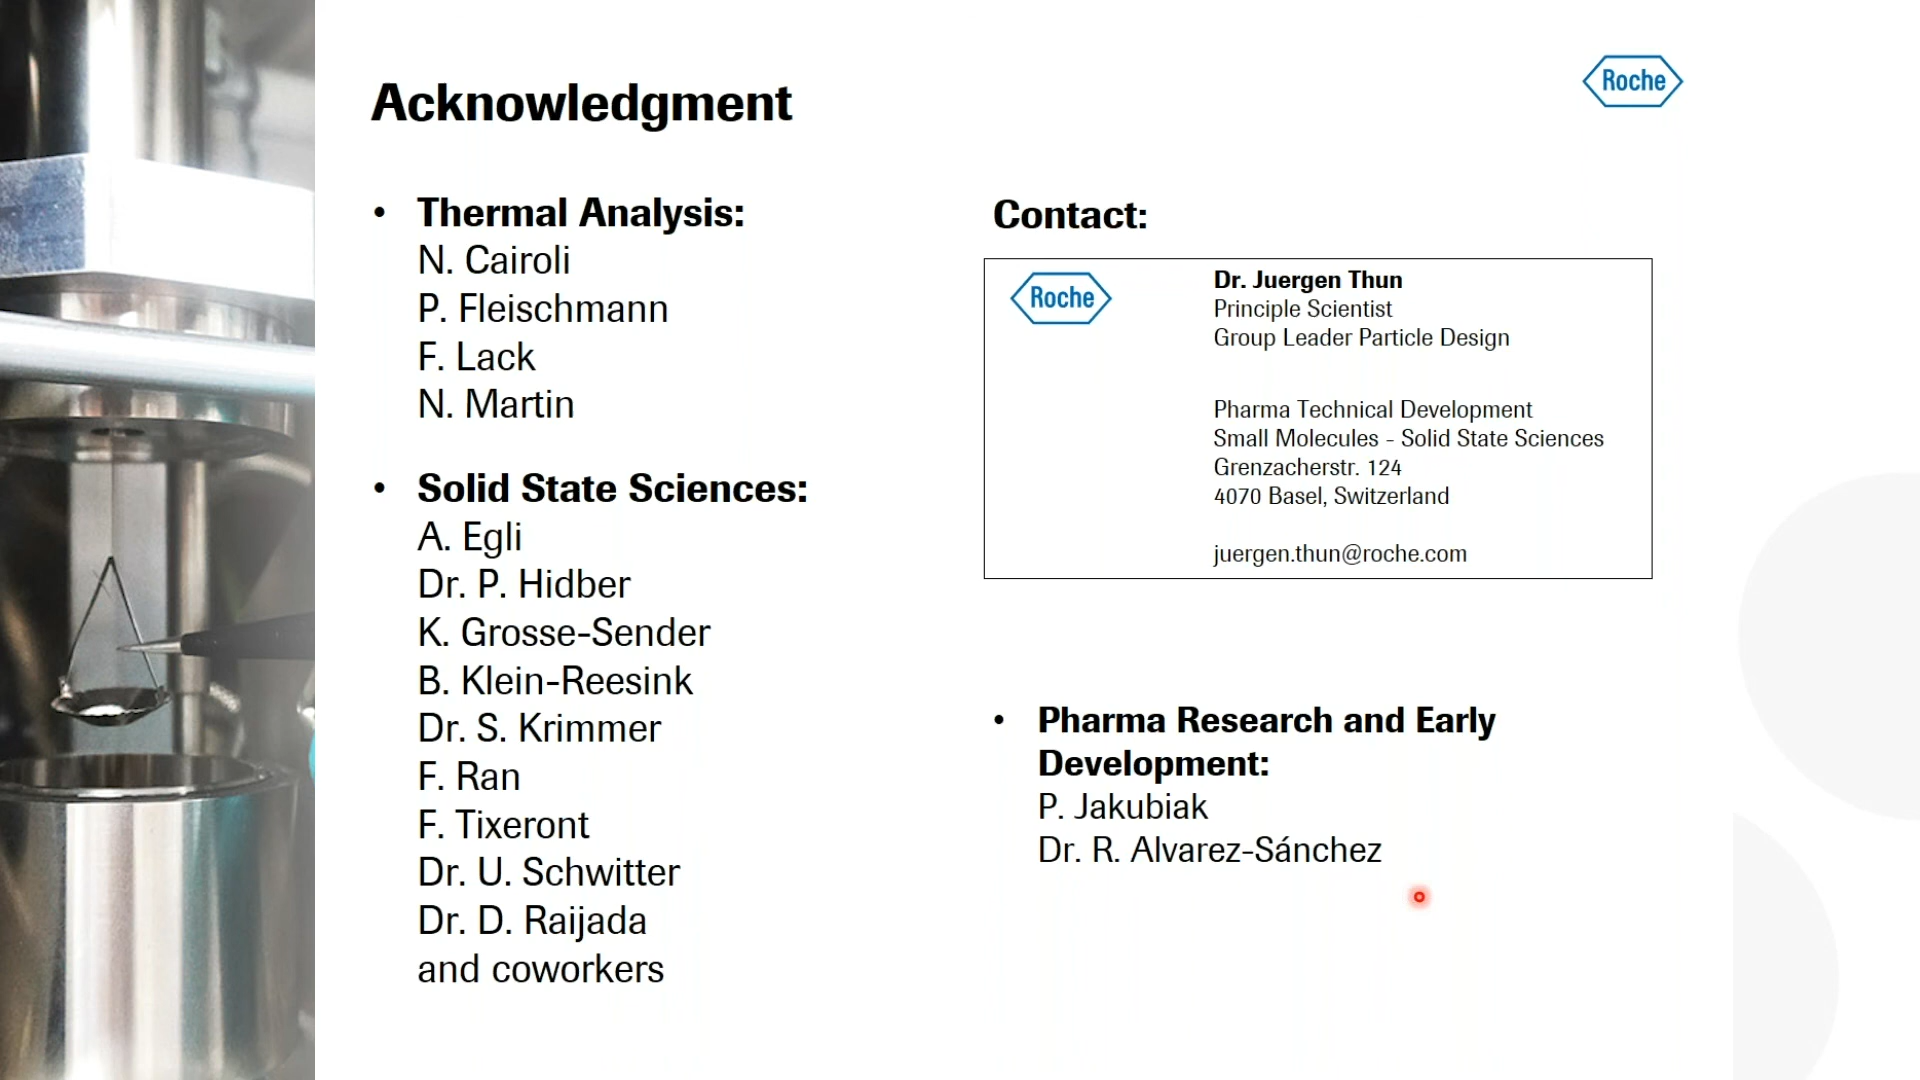 Acknowledgment
Roche
• Thermal Analysis:
N. Cairoli
P. Fleischmann
F. Lack
N. Martin
• Solid State Sciences:
A. Egli
Dr. P. Hidber
K. Grosse-Sender
B. Klein-Reesink
Dr. S. Krimmer
F. Ran
F. Tixeront
Dr. U. Schwitter
Dr. D. Raijada
and coworkers
Contact:
Roche
Dr. Juergen Thun
Principle Scientist
Group Leader Particle Design
Pharma Technical Development
Small Molecules - Solid State Sciences
Grenzacherstr. 124
4070 Basel, Switzerland
juergen.thun@roche.com
• Pharma Research and Early
Development:
P. Jakubiak
Dr. R. Alvarez-Sánchez